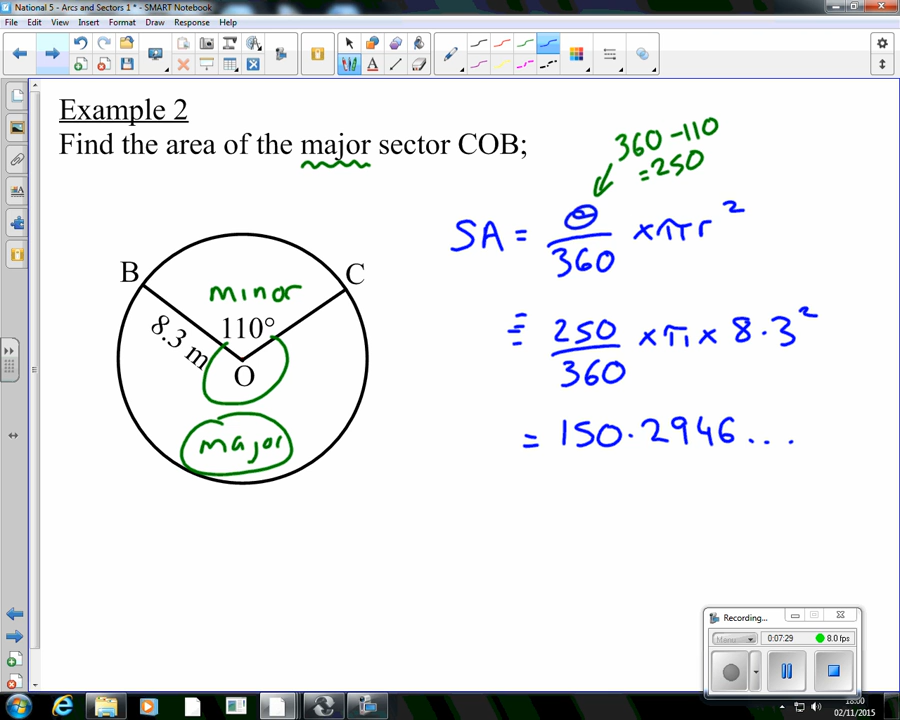 National 5 - Arcs and Sectors 1 * - SMART Notebook
File Edit View Insert Format Tools Draw Response Help
Example 2
Find the area of the major sector COB;
360 - 110
= 250
SA = θ/360 × πr²
B
C
minor
110°
8.3 m
O
major
= 250/360 × π × 8.3²
= 150.2946...
Recording...
Menu
0:07:29
8.0 fps
18:00
02/11/2015